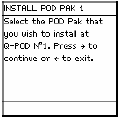 INSTALL POD PAK 1
Select the POD Pak that
you wish to install at
Q-POD Nº1. Press → to
continue or ← to exit.